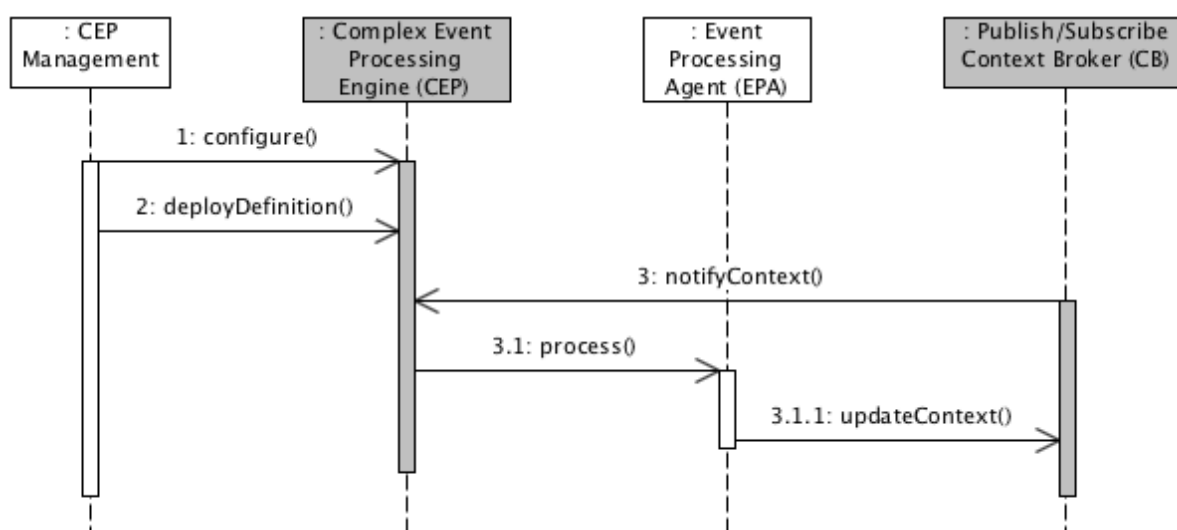 : CEP
Management
: Complex Event
Processing
Engine (CEP)
: Event
Processing
Agent (EPA)
: Publish/Subscribe
Context Broker (CB)
1: configure()
2: deployDefinition()
3: notifyContext()
3.1: process()
3.1.1: updateContext()